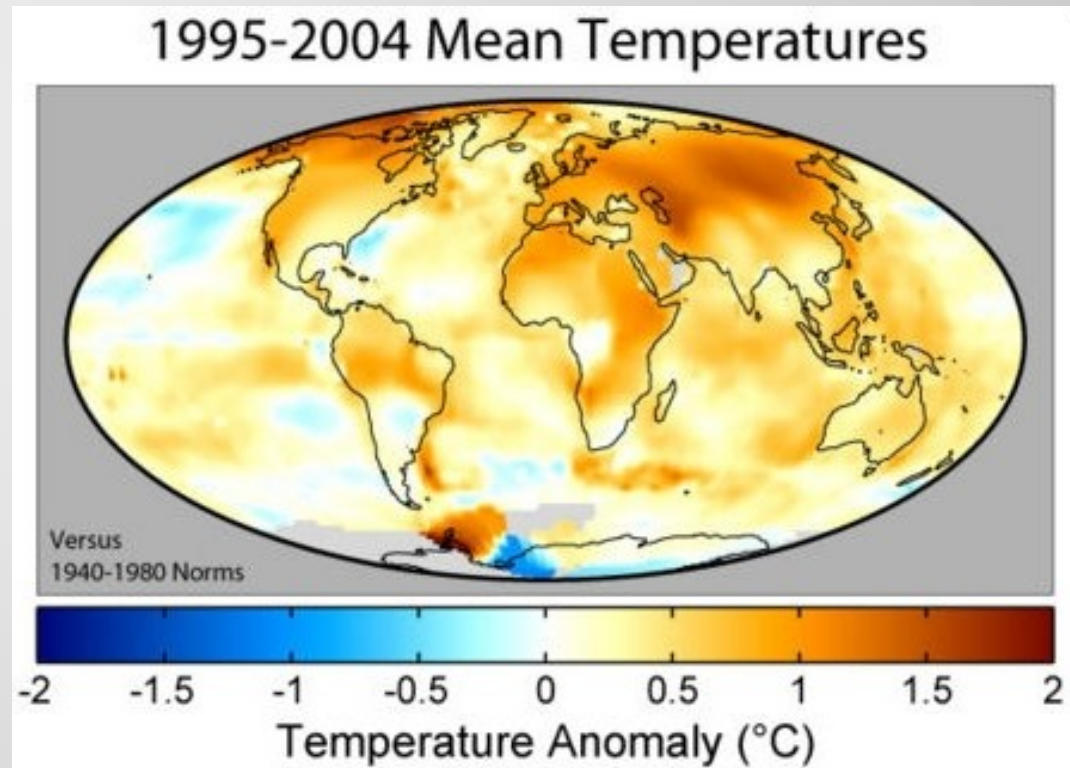 1995-2004 Mean Temperatures
Versus
1940-1980 Norms
-2 -1.5 -1 -0.5 0 0.5 1 1.5 2
Temperature Anomaly (°C)